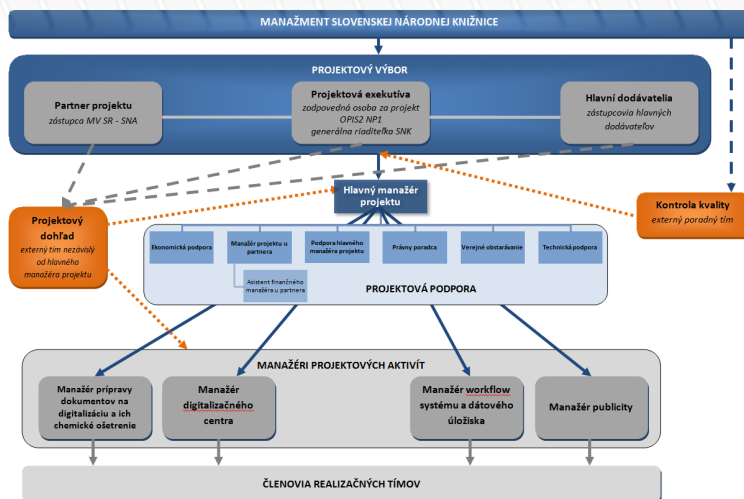 MANAŽMENT SLOVENSKEJ NÁRODNEJ KNIŽNICE
PROJEKTOVÝ VÝBOR
Partner projektu
zástupca MV SR - SNA
Projektová exekutíva
zodpovedná osoba za projekt
OPIS2 NP1
generálna riaditeľka SNK
Hlavní dodávatelia
zástupcovia hlavných
dodávateľov
Hlavný manažér
projektu
Projektový
dohľad
externý tím nezávislý
od hlavného
manažéra projektu
Kontrola kvality
externý poradný tím
Ekonomická podpora
Manažér projektu u
partnera
Podpora hlavného
manažéra projektu
Právny poradca
Verejné obstarávanie
Technická podpora
Asistent finančného
manažéra u partnera
PROJEKTOVÁ PODPORA
MANAŽÉRI PROJEKTOVÝCH AKTIVÍT
Manažér prípravy
dokumentov na
digitalizáciu a ich
chemické ošetrenie
Manažér
digitalizačného
centra
Manažér workflow
systému a dátového
úložiska
Manažér publicity
ČLENOVIA REALIZAČNÝCH TÍMOV